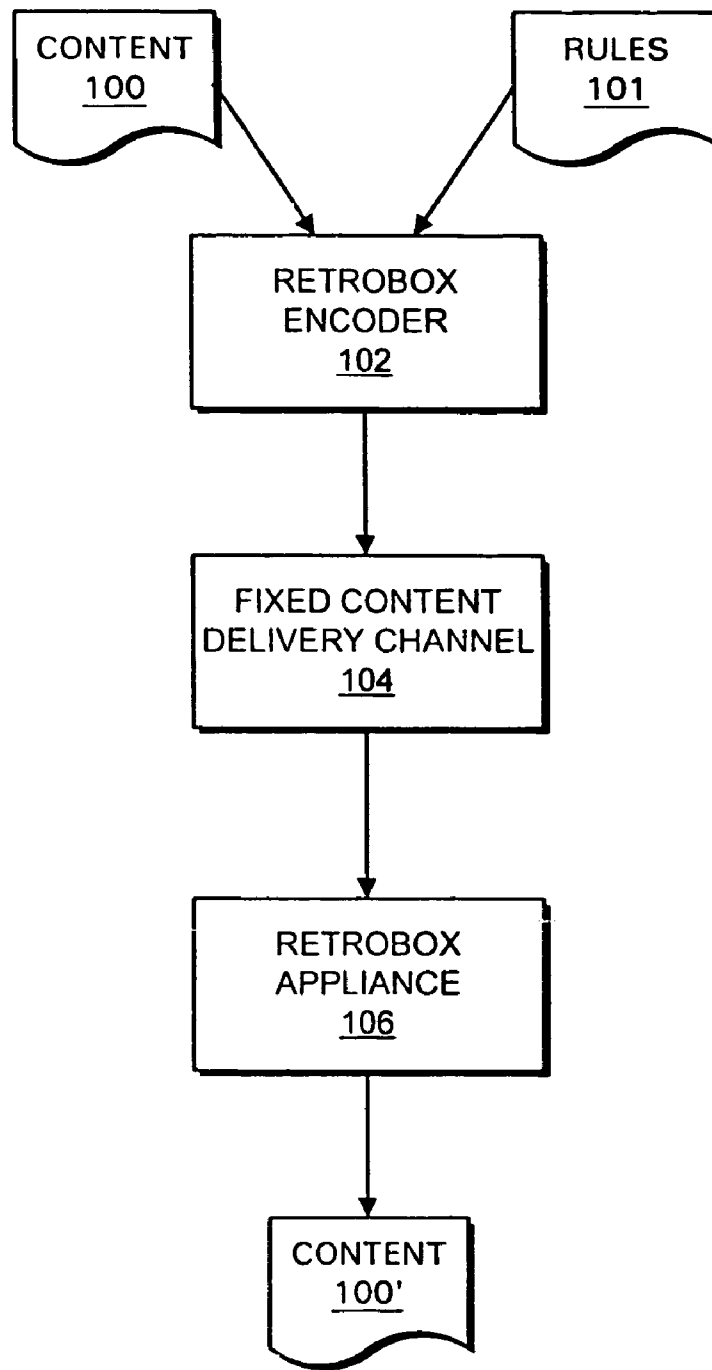 CONTENT
100
RULES
101
RETROBOX
ENCODER
102
FIXED CONTENT
DELIVERY CHANNEL
104
RETROBOX
APPLIANCE
106
CONTENT
100'